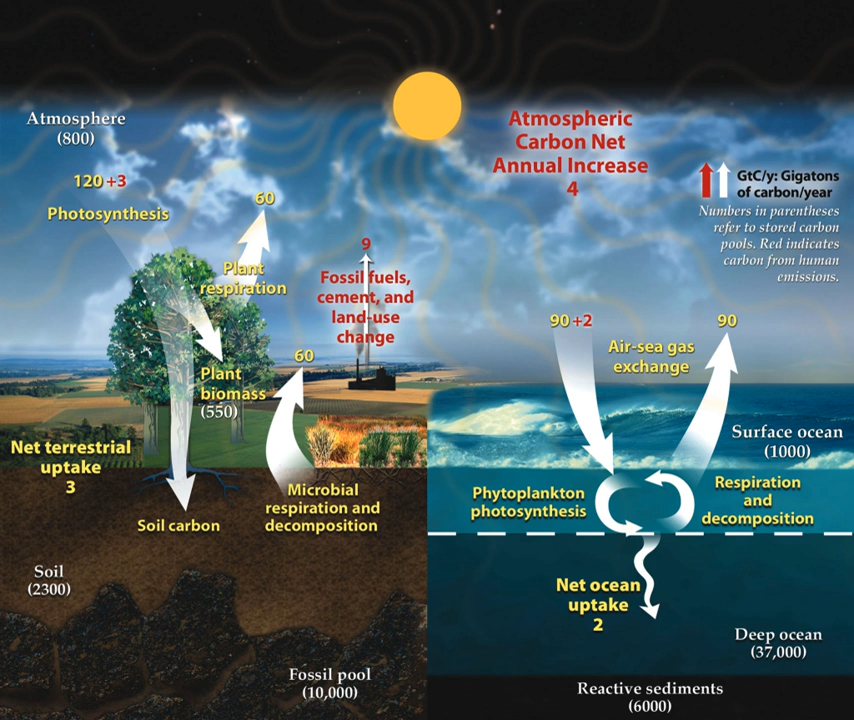 Atmosphere
(800)
120 +3
Photosynthesis
60
Plant
respiration
9
Fossil fuels,
cement, and
land-use
change
Plant
biomass
(550)
60
Net terrestrial
uptake
3
Microbial
respiration and
decomposition
Soil carbon
Soil
(2300)
Fossil pool
(10,000)
Atmospheric
Carbon Net
Annual Increase
4
GtC/y: Gigatons
of carbon/year
Numbers in parentheses
refer to stored carbon
pools. Red indicates
carbon from human
emissions.
90 +2
Air-sea gas
exchange
90
Surface ocean
(1000)
Phytoplankton
photosynthesis
Respiration
and
decomposition
Net ocean
uptake
2
Deep ocean
(37,000)
Reactive sediments
(6000)